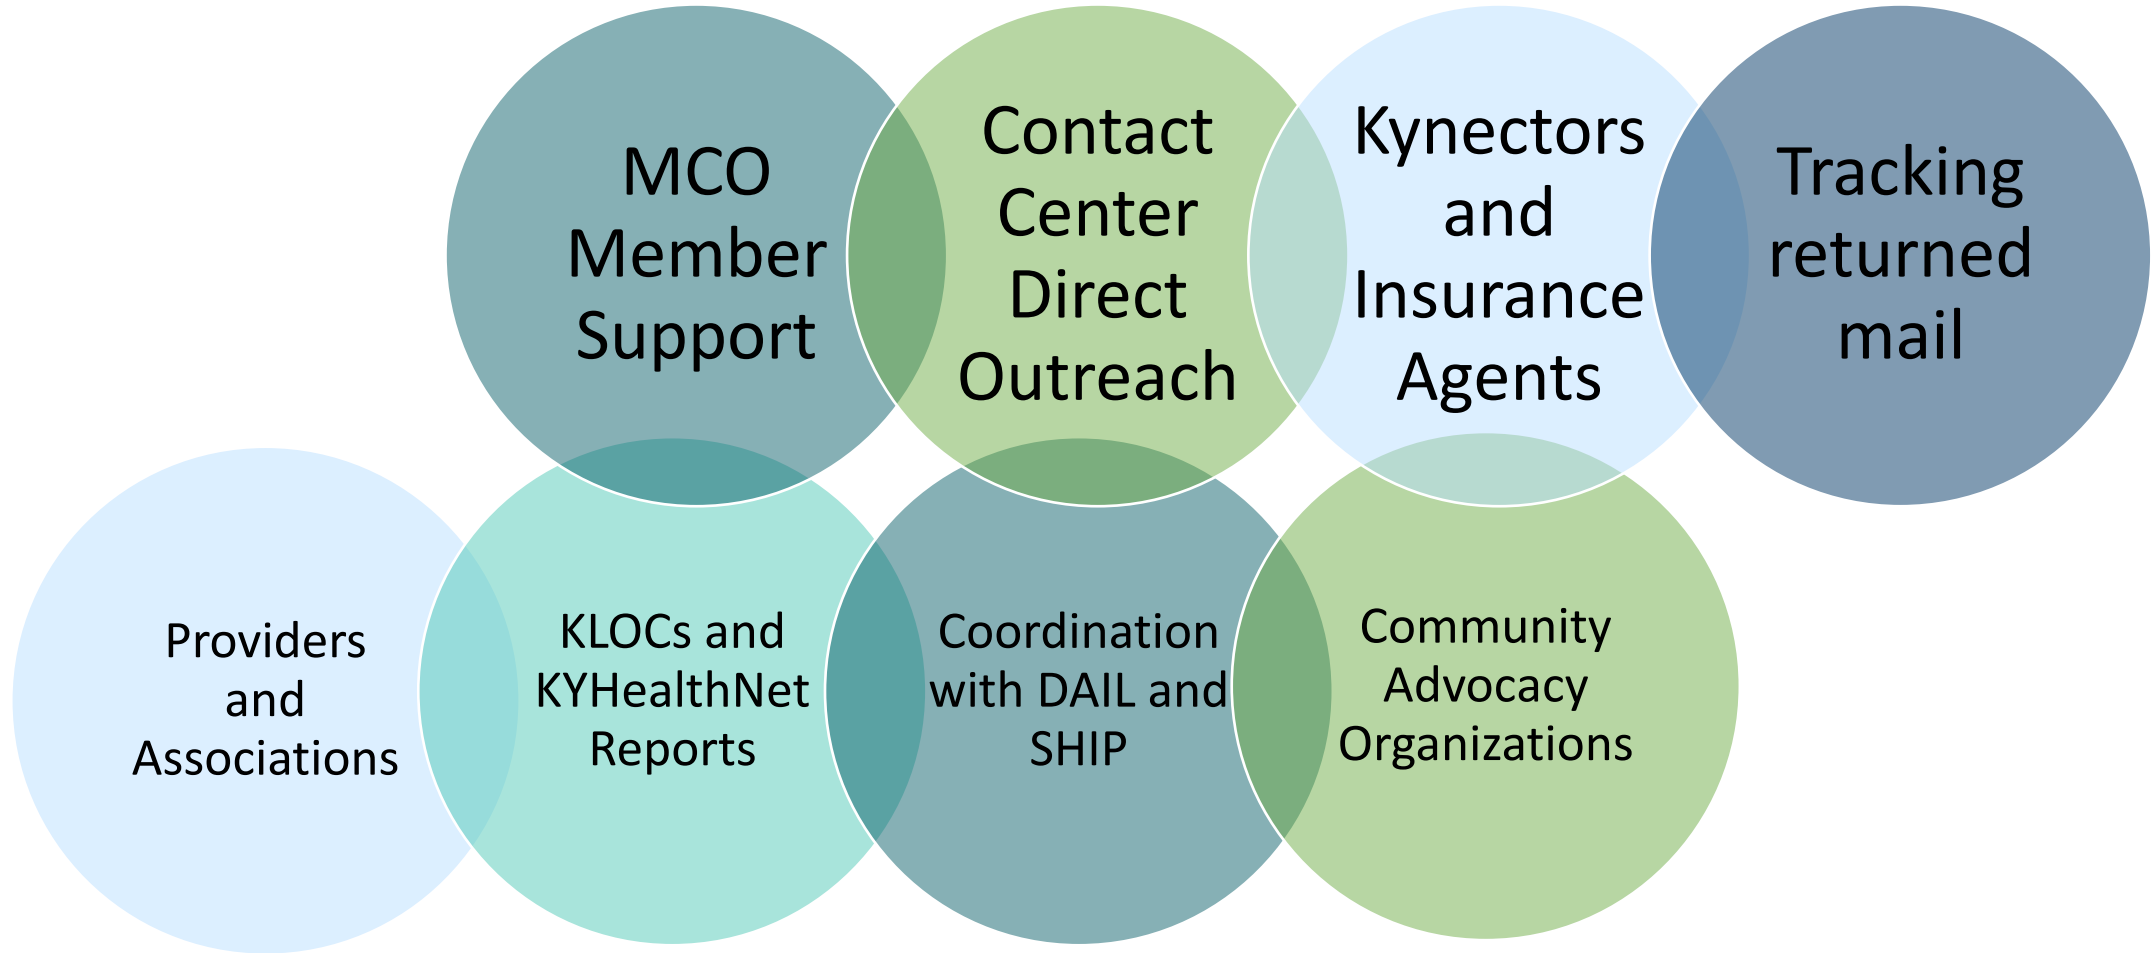 MCO
Member
Support
Contact
Center
Direct
Outreach
Kynectors
and
Insurance
Agents
Tracking
returned
mail
Providers
and
Associations
KLOCs and
KYHealthNet
Reports
Coordination
with DAIL and
SHIP
Community
Advocacy
Organizations